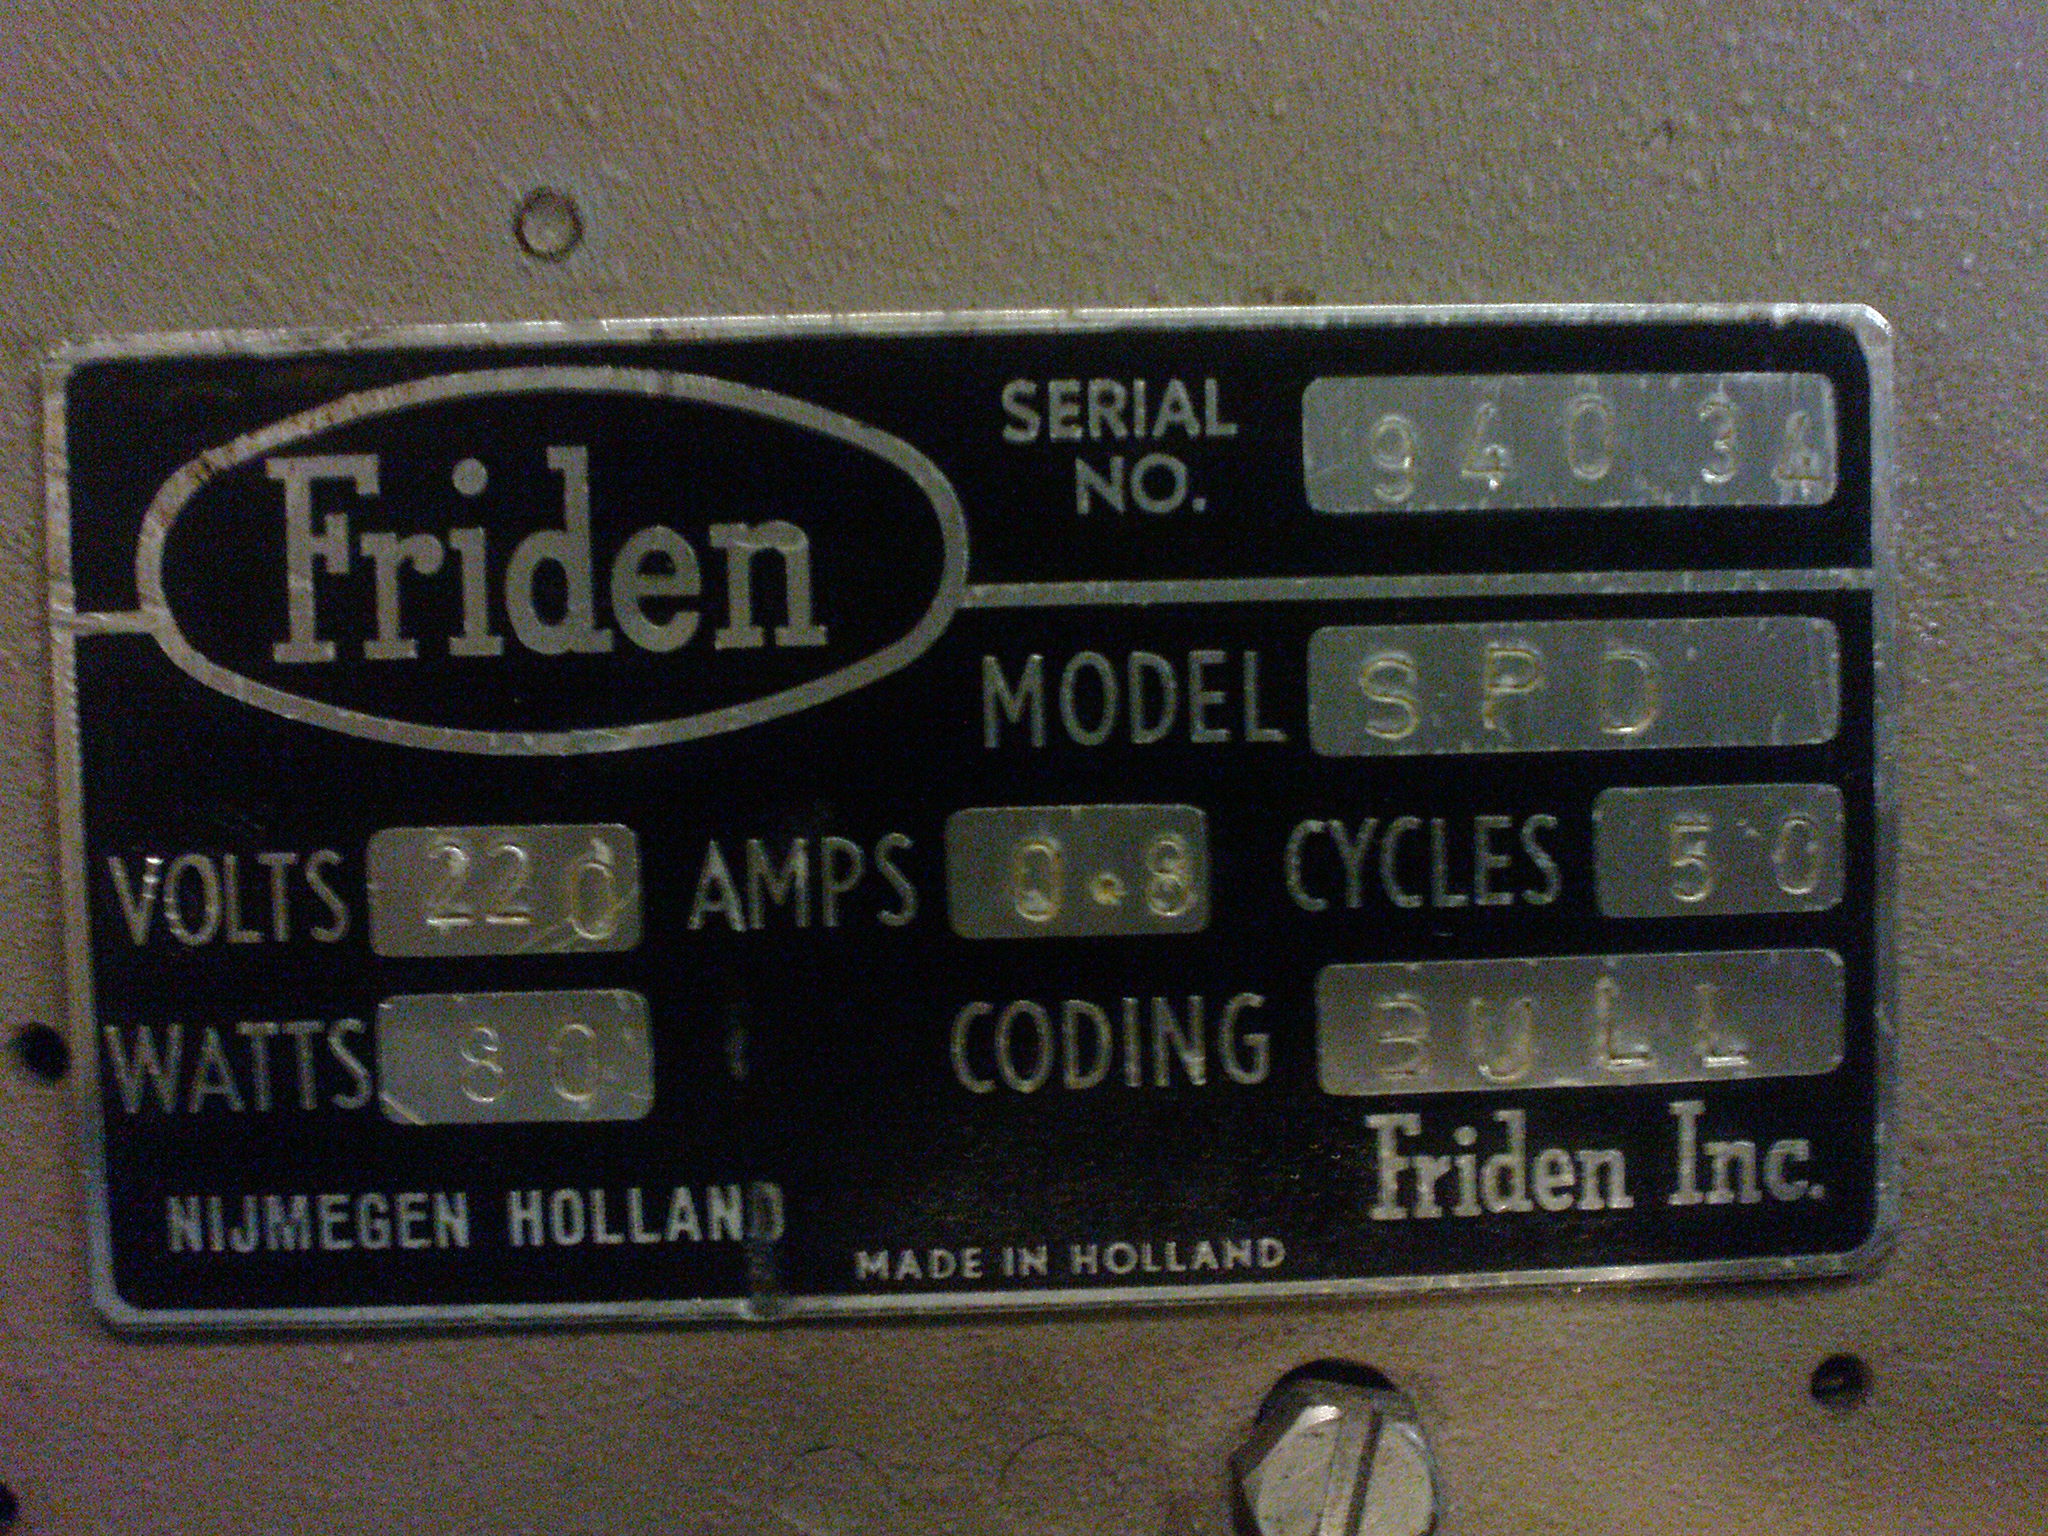 Friden
SERIAL NO. 94034
MODEL SPD
VOLTS 220 AMPS 0.8 CYCLES 50
WATTS 80 CODING BULL
Friden Inc.
NIJMEGEN HOLLAND
MADE IN HOLLAND